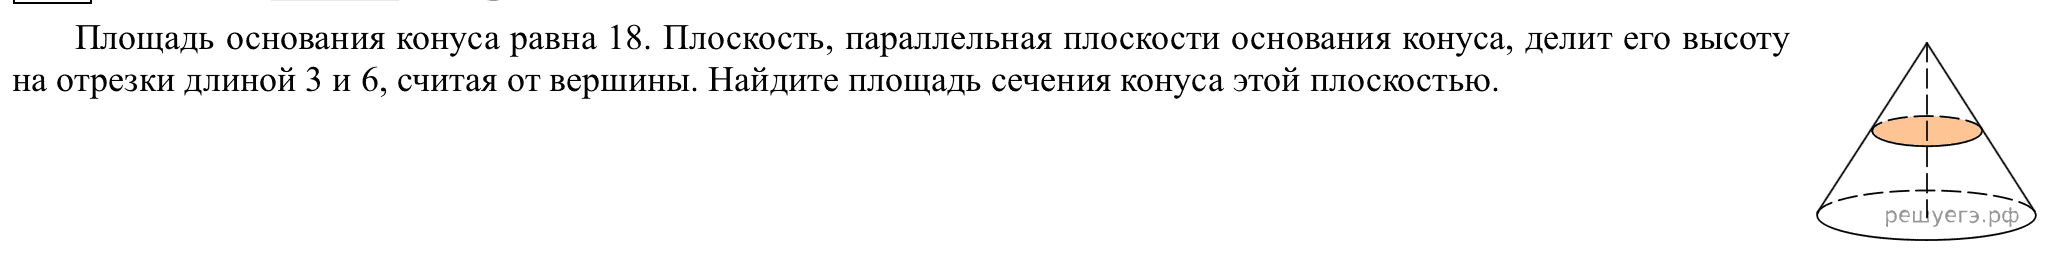 Площадь основания конуса равна 18. Плоскость, параллельная плоскости основания конуса, делит его высоту
на отрезки длиной 3 и 6, считая от вершины. Найдите площадь сечения конуса этой плоскостью.
решуегэ.рф